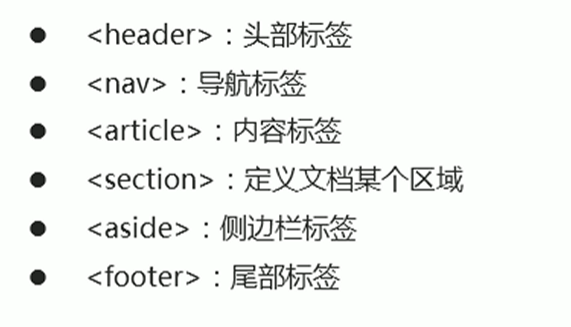 ● <header>：头部标签
● <nav>：导航标签
● <article>：内容标签
● <section>：定义文档某个区域
● <aside>：侧边栏标签
● <footer>：尾部标签